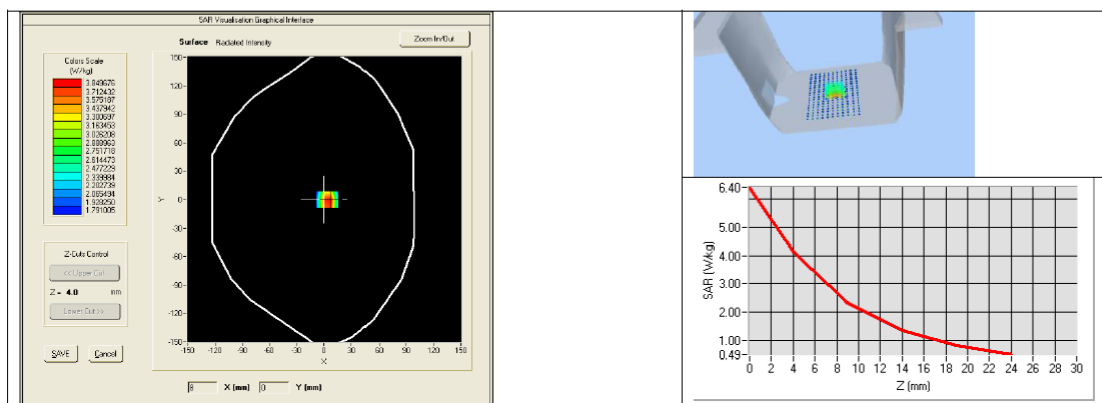 SAR Visualisation Graphical Interface
Surface Radiated Intensity
Zoom In/Out
Colors Scale
(W/kg)
3.849676
3.712432
3.575187
3.437942
3.300697
3.163453
3.026208
2.888963
2.751718
2.614473
2.477229
2.339984
2.202739
2.065494
1.928250
1.791005
Z-Cuts Control
<< Upper Cut
Z = 4.0 mm
Lower Cut >>
SAVE Cancel
150
120
90
60
30
Y 0
-30
-60
-90
-120
-150
-150 -120 -90 -60 -30 0 30 60 90 120 150
X
8 X (mm) 0 Y (mm)
6.40
5.00
4.00
3.00
2.00
1.00
0.49
SAR (W/kg)
0 2 4 6 8 10 12 14 16 18 20 22 24 26 28 30
Z (mm)